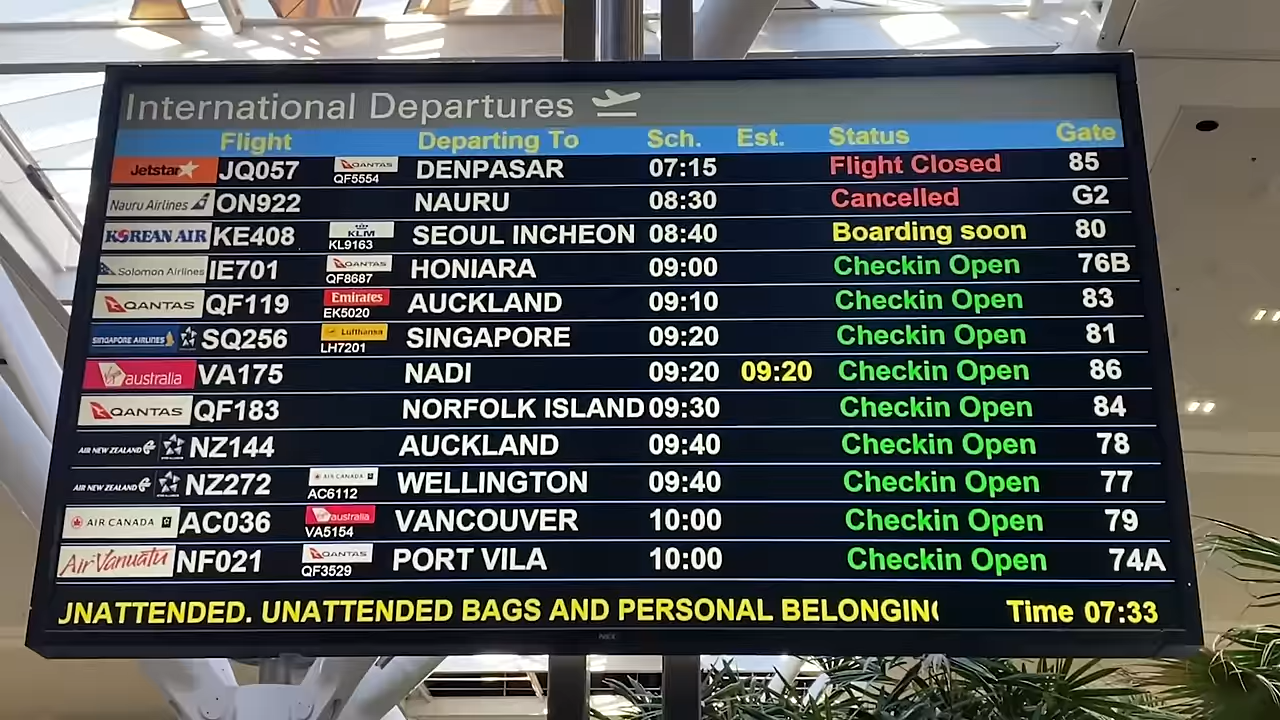 International Departures
Flight Departing To Sch. Est. Status Gate
Jetstar JQ057 QANTAS QF5554 DENPASAR 07:15 Flight Closed 85
Nauru Airlines ON922 NAURU 08:30 Cancelled G2
KOREAN AIR KE408 KLM KL9163 SEOUL INCHEON 08:40 Boarding soon 80
Solomon Airlines IE701 QANTAS QF8687 HONIARA 09:00 Checkin Open 76B
QANTAS QF119 Emirates EK5020 AUCKLAND 09:10 Checkin Open 83
SINGAPORE AIRLINES SQ256 Lufthansa LH7201 SINGAPORE 09:20 Checkin Open 81
Virgin australia VA175 NADI 09:20 09:20 Checkin Open 86
QANTAS QF183 NORFOLK ISLAND 09:30 Checkin Open 84
AIR NEW ZEALAND NZ144 AUCKLAND 09:40 Checkin Open 78
AIR NEW ZEALAND NZ272 AIR CANADA AC6112 WELLINGTON 09:40 Checkin Open 77
AIR CANADA AC036 australia VA5154 VANCOUVER 10:00 Checkin Open 79
Air Vanuatu NF021 QANTAS QF3529 PORT VILA 10:00 Checkin Open 74A
UNATTENDED. UNATTENDED BAGS AND PERSONAL BELONGING Time 07:33
NEC